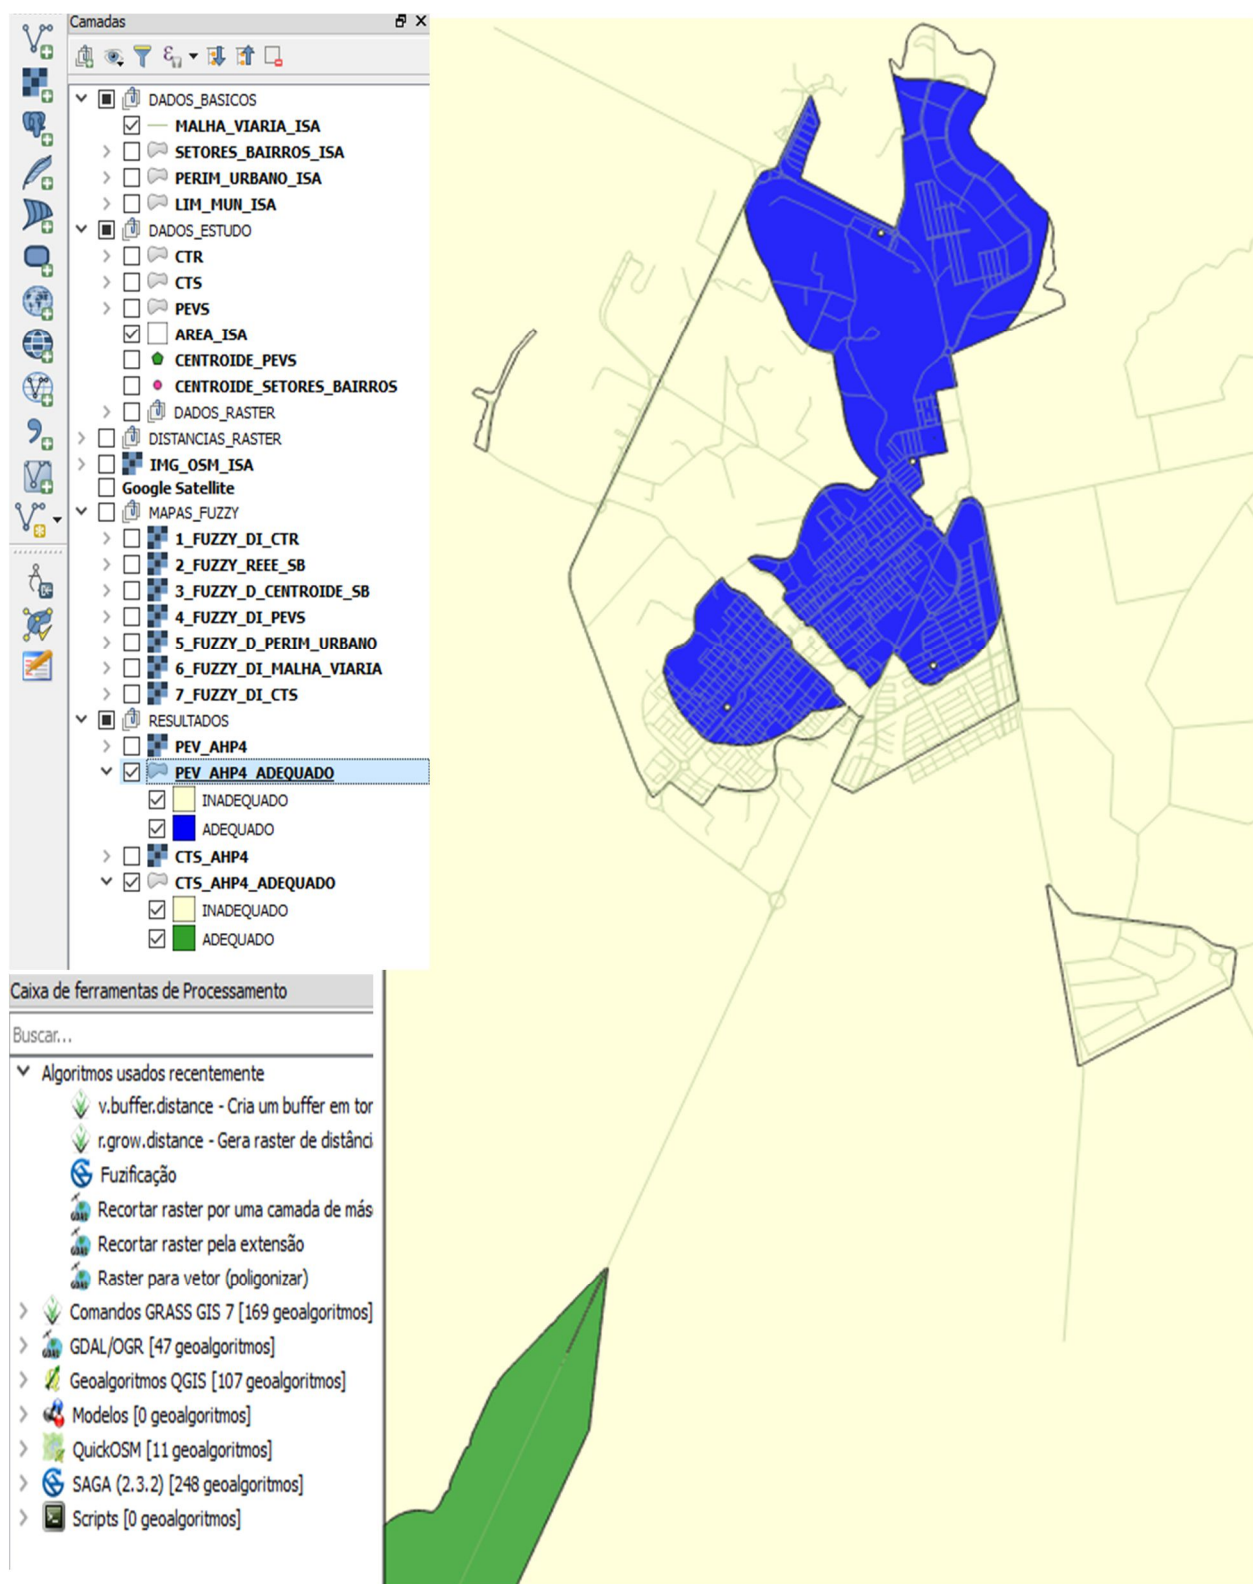 Camadas
DADOS_BASICOS
MALHA_VIARIA_ISA
SETORES_BAIRROS_ISA
PERIM_URBANO_ISA
LIM_MUN_ISA
DADOS_ESTUDO
CTR
CTS
PEVS
AREA_ISA
CENTROIDE_PEVS
CENTROIDE_SETORES_BAIRROS
DADOS_RASTER
DISTANCIAS_RASTER
IMG_OSM_ISA
Google Satellite
MAPAS_FUZZY
1_FUZZY_DI_CTR
2_FUZZY_REEE_SB
3_FUZZY_D_CENTROIDE_SB
4_FUZZY_DI_PEVS
5_FUZZY_D_PERIM_URBANO
6_FUZZY_DI_MALHA_VIARIA
7_FUZZY_DI_CTS
RESULTADOS
PEV_AHP4
PEV_AHP4_ADEQUADO
INADEQUADO
ADEQUADO
CTS_AHP4
CTS_AHP4_ADEQUADO
INADEQUADO
ADEQUADO
Caixa de ferramentas de Processamento
Buscar...
Algoritmos usados recentemente
v.buffer.distance - Cria um buffer em tor
r.grow.distance - Gera raster de distânci
Fuzificação
Recortar raster por uma camada de más
Recortar raster pela extensão
Raster para vetor (poligonizar)
Comandos GRASS GIS 7 [169 geoalgoritmos]
GDAL/OGR [47 geoalgoritmos]
Geoalgoritmos QGIS [107 geoalgoritmos]
Modelos [0 geoalgoritmos]
QuickOSM [11 geoalgoritmos]
SAGA (2.3.2) [248 geoalgoritmos]
Scripts [0 geoalgoritmos]